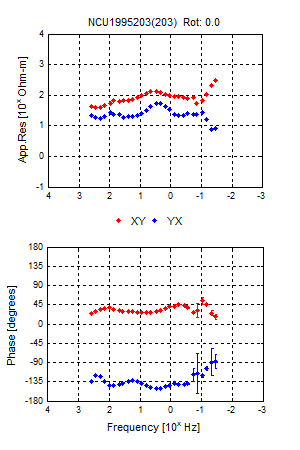 NCU1995203(203) Rot: 0.0
App.Res [10^x Ohm-m]
4
3
2
1
0
-1
4 3 2 1 0 -1 -2 -3
XY YX
Phase [degrees]
180
135
90
45
0
-45
-90
-135
-180
4 3 2 1 0 -1 -2 -3
Frequency [10^x Hz]